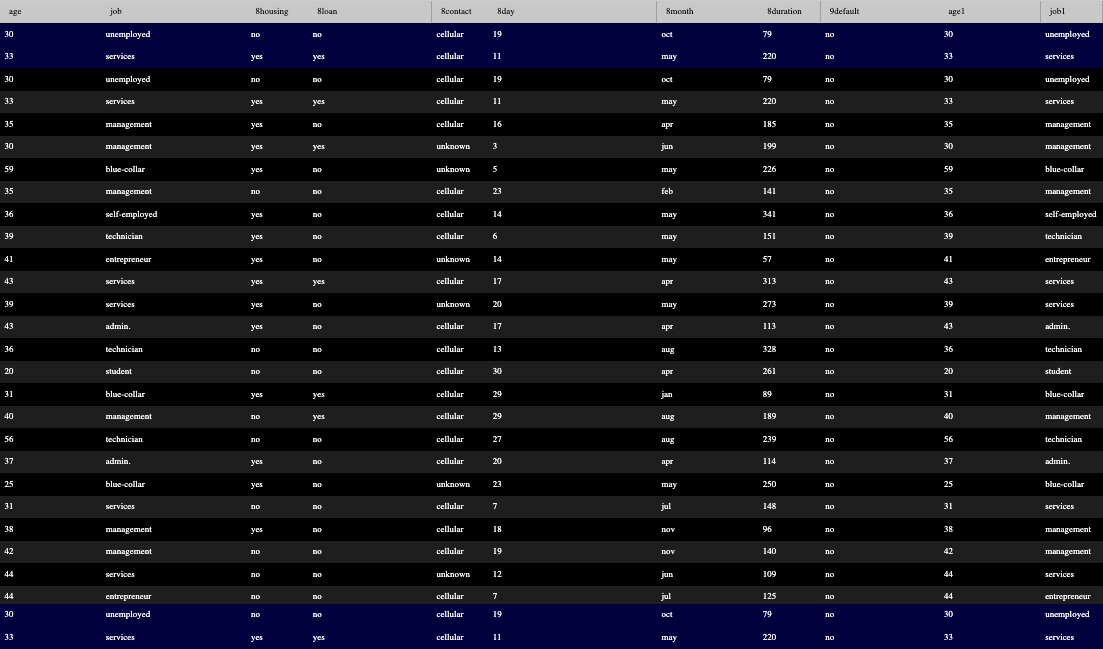 age job 8housing 8loan 8contact 8day 8month 8duration 9default age1 job1
30 unemployed no no cellular 19 oct 79 no 30 unemployed
33 services yes yes cellular 11 may 220 no 33 services
30 unemployed no no cellular 19 oct 79 no 30 unemployed
33 services yes yes cellular 11 may 220 no 33 services
35 management yes no cellular 16 apr 185 no 35 management
30 management yes yes unknown 3 jun 199 no 30 management
59 blue-collar yes no unknown 5 may 226 no 59 blue-collar
35 management no no cellular 23 feb 141 no 35 management
36 self-employed yes no cellular 14 may 341 no 36 self-employed
39 technician yes no cellular 6 may 151 no 39 technician
41 entrepreneur yes no unknown 14 may 57 no 41 entrepreneur
43 services yes yes cellular 17 apr 313 no 43 services
39 services yes no unknown 20 may 273 no 39 services
43 admin. yes no cellular 17 apr 113 no 43 admin.
36 technician no no cellular 13 aug 328 no 36 technician
20 student no no cellular 30 apr 261 no 20 student
31 blue-collar yes yes cellular 29 jan 89 no 31 blue-collar
40 management no yes cellular 29 aug 189 no 40 management
56 technician no no cellular 27 aug 239 no 56 technician
37 admin. yes no cellular 20 apr 114 no 37 admin.
25 blue-collar yes no unknown 23 may 250 no 25 blue-collar
31 services no no cellular 7 jul 148 no 31 services
38 management yes no cellular 18 nov 96 no 38 management
42 management no no cellular 19 nov 140 no 42 management
44 services no no unknown 12 jun 109 no 44 services
44 entrepreneur no no cellular 7 jul 125 no 44 entrepreneur
30 unemployed no no cellular 19 oct 79 no 30 unemployed
33 services yes yes cellular 11 may 220 no 33 services